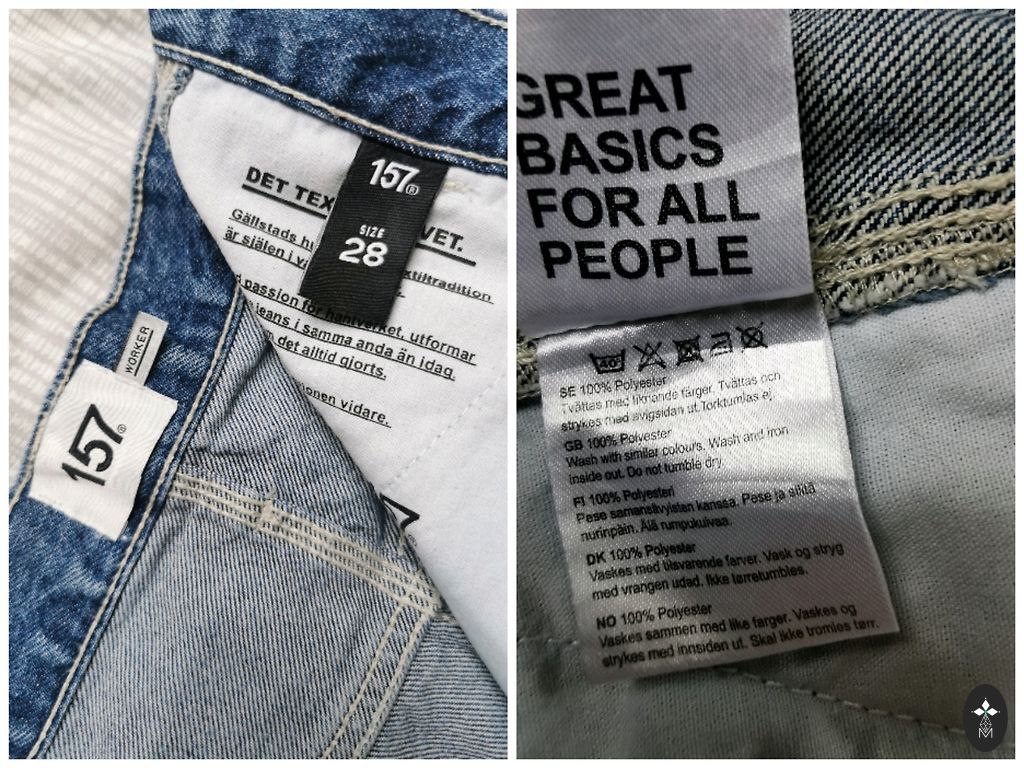 DET TEX VET.
Gällstads
är själen i textiltradition
passion för hantverket, utformar
jeans i samma anda än idag
det alltid gjorts.
vidare.
157®
SIZE
28
WORKER
157®
GREAT
BASICS
FOR ALL
PEOPLE
40
SE 100% Polyester
Tvättas med liknande färger. Tvättas och
strykes med avigsidan ut.Torktumlas ej
GB 100% Polyester
Wash with similar colours. Wash and iron
inside out. Do not tumble dry.
FI 100% Polyesteri
Pese samansävyisten kanssa. Pese ja silitä
nurinpäin. Älä rumpukuivaa.
DK 100% Polyester
Vaskes med tilsvarende farver. Vask og stryg
med vrangen udad. Ikke tørretumbles.
NO 100% Polyester
Vaskes sammen med like farger. Vaskes og
strykes med innsiden ut. Skal ikke tromles tørr.
M